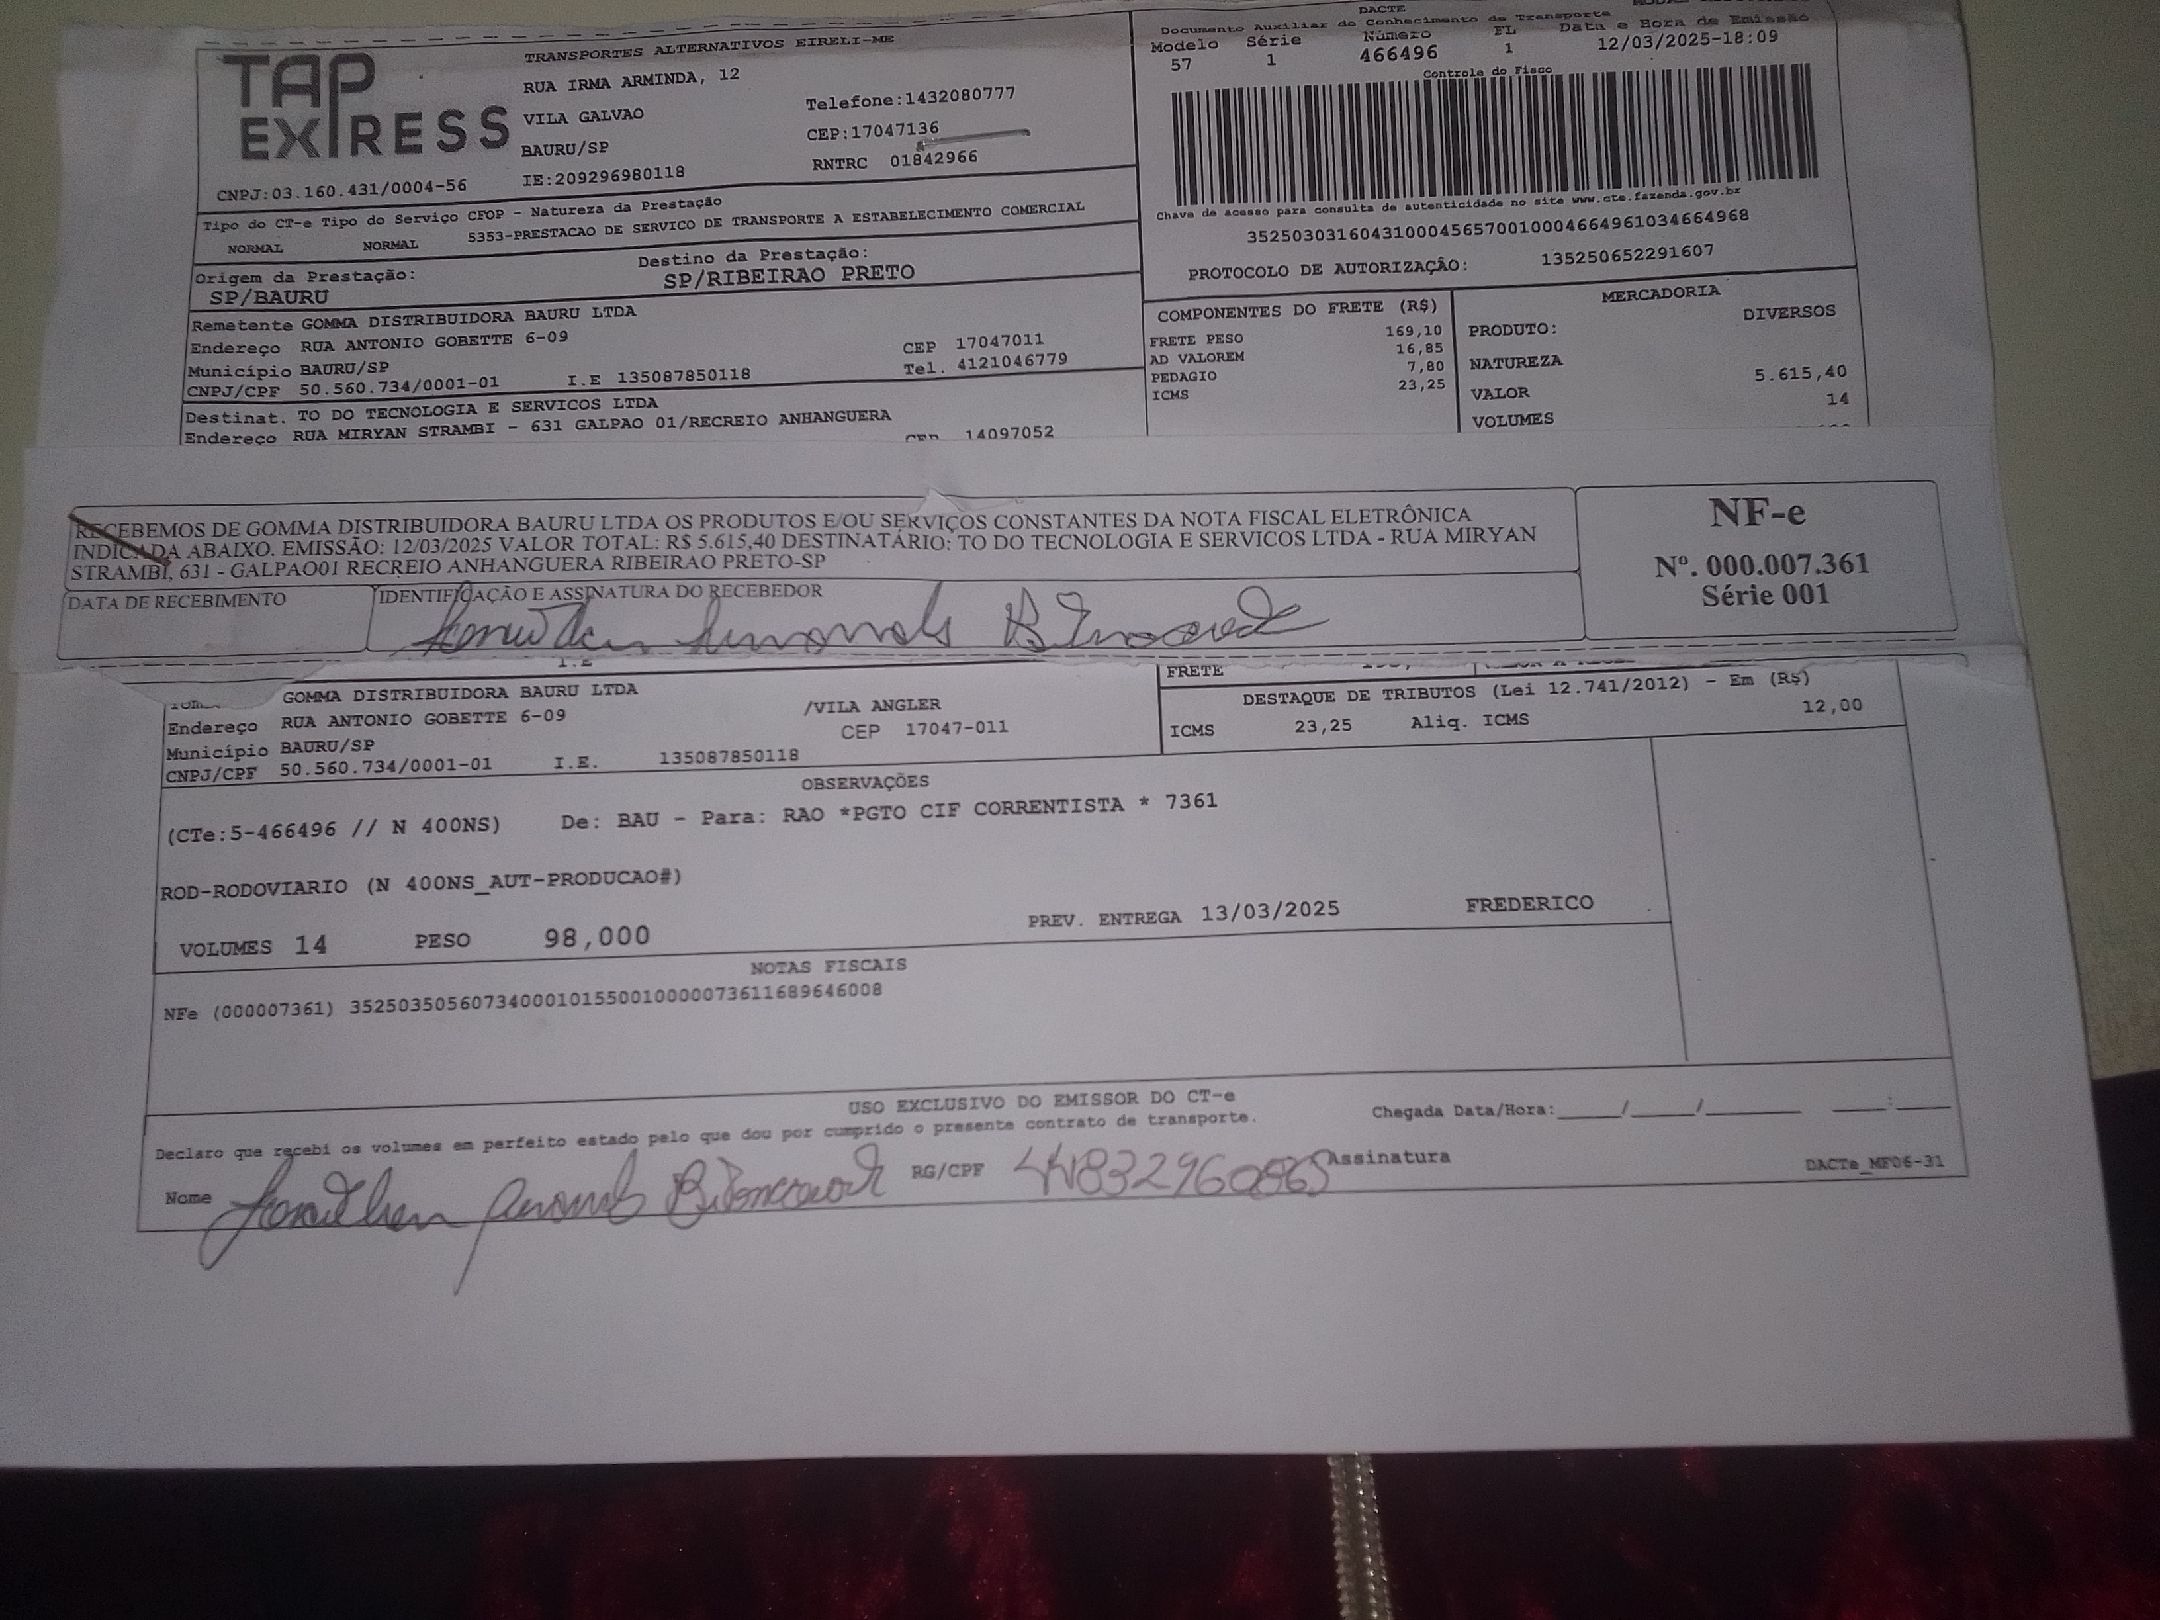 DACTE
Documento Auxiliar do Conhecimento de Transporte
TAP EXPRESS
TRANSPORTES ALTERNATIVOS EIRELI-ME
RUA IRMA ARMINDA, 12
VILA GALVAO
BAURU/SP
Telefone:1432080777
CEP:17047136
RNTRC 01842966
CNPJ:03.160.431/0004-56 IE:209296980118
Modelo Série Número FL Data e Hora de Emissão
57 1 466496 1 12/03/2025-18:09
Controle do Fisco
Chave de acesso para consulta de autenticidade no site www.cte.fazenda.gov.br
35250303160431000456570010004664961034664968
PROTOCOLO DE AUTORIZAÇÃO: 135250652291607
Tipo do CT-e Tipo do Serviço CFOP - Natureza da Prestação
NORMAL NORMAL 5353-PRESTACAO DE SERVICO DE TRANSPORTE A ESTABELECIMENTO COMERCIAL
Origem da Prestação: Destino da Prestação:
SP/BAURU SP/RIBEIRAO PRETO
Remetente GOMMA DISTRIBUIDORA BAURU LTDA
Endereço RUA ANTONIO GOBETTE 6-09 CEP 17047011
Município BAURU/SP Tel. 4121046779
CNPJ/CPF 50.560.734/0001-01 I.E 135087850118
Destinat. TO DO TECNOLOGIA E SERVICOS LTDA
Endereço RUA MIRYAN STRAMBI - 631 GALPAO 01/RECREIO ANHANGUERA
CEP 14097052
COMPONENTES DO FRETE (R$)
FRETE PESO 169,10
AD VALOREM 16,85
PEDAGIO 7,80
ICMS 23,25
MERCADORIA
PRODUTO: DIVERSOS
NATUREZA
VALOR 5.615,40
VOLUMES 14
RECEBEMOS DE GOMMA DISTRIBUIDORA BAURU LTDA OS PRODUTOS E/OU SERVIÇOS CONSTANTES DA NOTA FISCAL ELETRÔNICA
INDICADA ABAIXO. EMISSÃO: 12/03/2025 VALOR TOTAL: R$ 5.615,40 DESTINATÁRIO: TO DO TECNOLOGIA E SERVICOS LTDA - RUA MIRYAN
STRAMBI, 631 - GALPAO01 RECREIO ANHANGUERA RIBEIRAO PRETO-SP
DATA DE RECEBIMENTO IDENTIFICAÇÃO E ASSINATURA DO RECEBEDOR
NF-e
Nº. 000.007.361
Série 001
I.E
GOMMA DISTRIBUIDORA BAURU LTDA
Endereço RUA ANTONIO GOBETTE 6-09 /VILA ANGLER
Município BAURU/SP CEP 17047-011
CNPJ/CPF 50.560.734/0001-01 I.E. 135087850118
FRETE
DESTAQUE DE TRIBUTOS (Lei 12.741/2012) - Em (R$)
ICMS 23,25 Aliq. ICMS 12,00
OBSERVAÇÕES
(CTe:5-466496 // N 400NS) De: BAU - Para: RAO *PGTO CIF CORRENTISTA * 7361
ROD-RODOVIARIO (N 400NS_AUT-PRODUCAO#)
VOLUMES 14 PESO 98,000 PREV. ENTREGA 13/03/2025 FREDERICO
NOTAS FISCAIS
NFe (000007361) 35250350560734000101550010000073611689646008
USO EXCLUSIVO DO EMISSOR DO CT-e
Declaro que recebi os volumes em perfeito estado pelo que dou por cumprido o presente contrato de transporte.
Chegada Data/Hora:____/____/______ ___:___
Nome RG/CPF Assinatura
DACTe_MF06-31